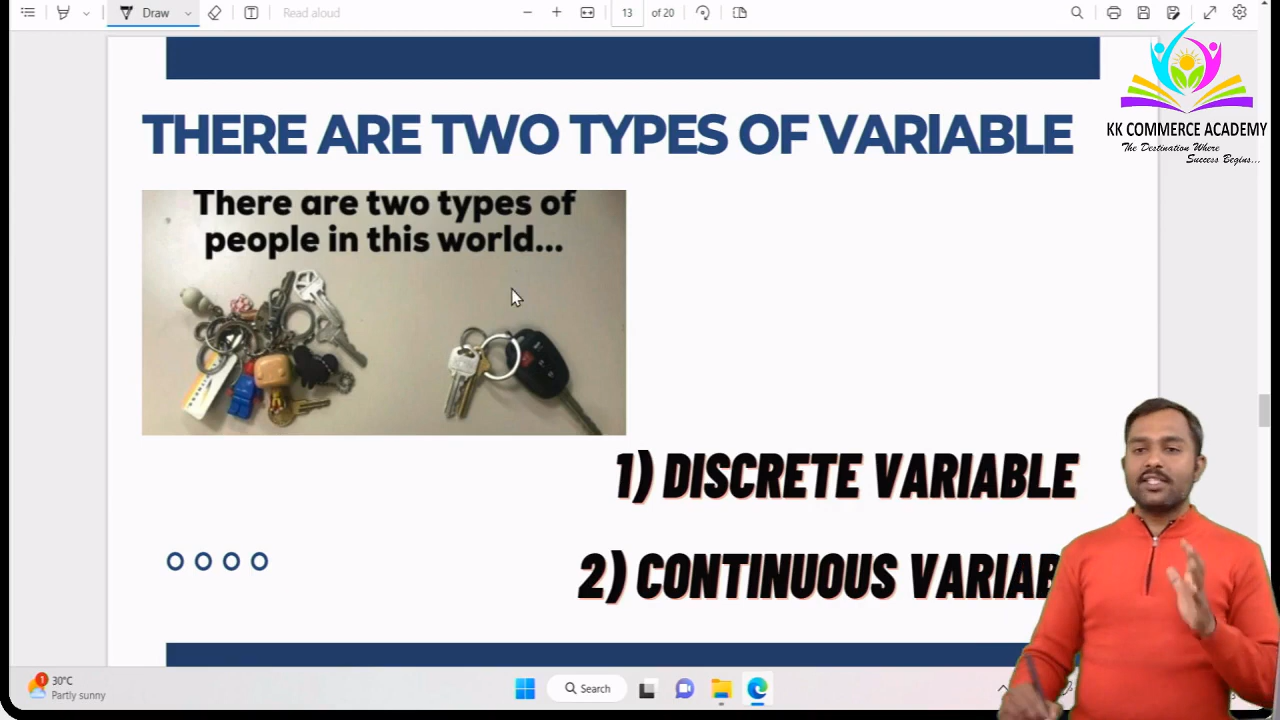 Draw
Read aloud
13
of 20
KK COMMERCE ACADEMY
The Destination Where
Success Begins...
THERE ARE TWO TYPES OF VARIABLE
There are two types of
people in this world...
1) DISCRETE VARIABLE
2) CONTINUOUS VARIAB
1
30°C
Partly sunny
Search